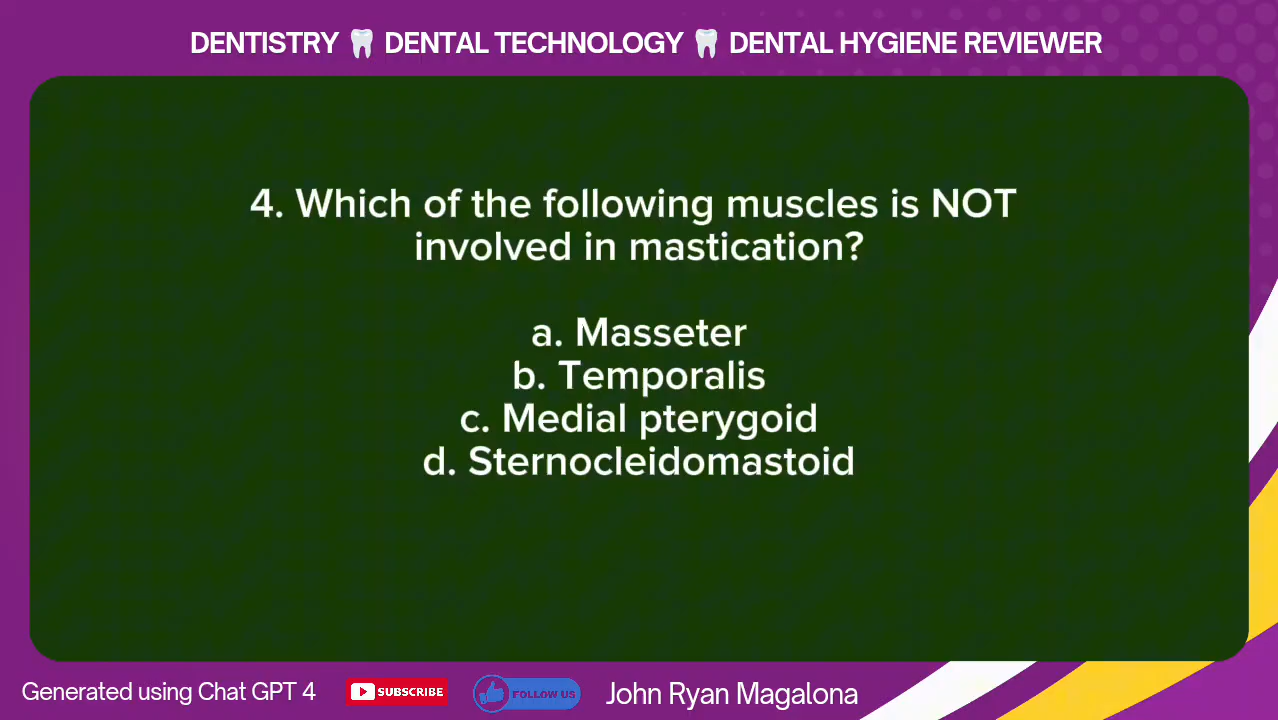 DENTISTRY 🦷 DENTAL TECHNOLOGY 🦷 DENTAL HYGIENE REVIEWER
4. Which of the following muscles is NOT
involved in mastication?
a. Masseter
b. Temporalis
c. Medial pterygoid
d. Sternocleidomastoid
Generated using Chat GPT 4
SUBSCRIBE
FOLLOW US
John Ryan Magalona